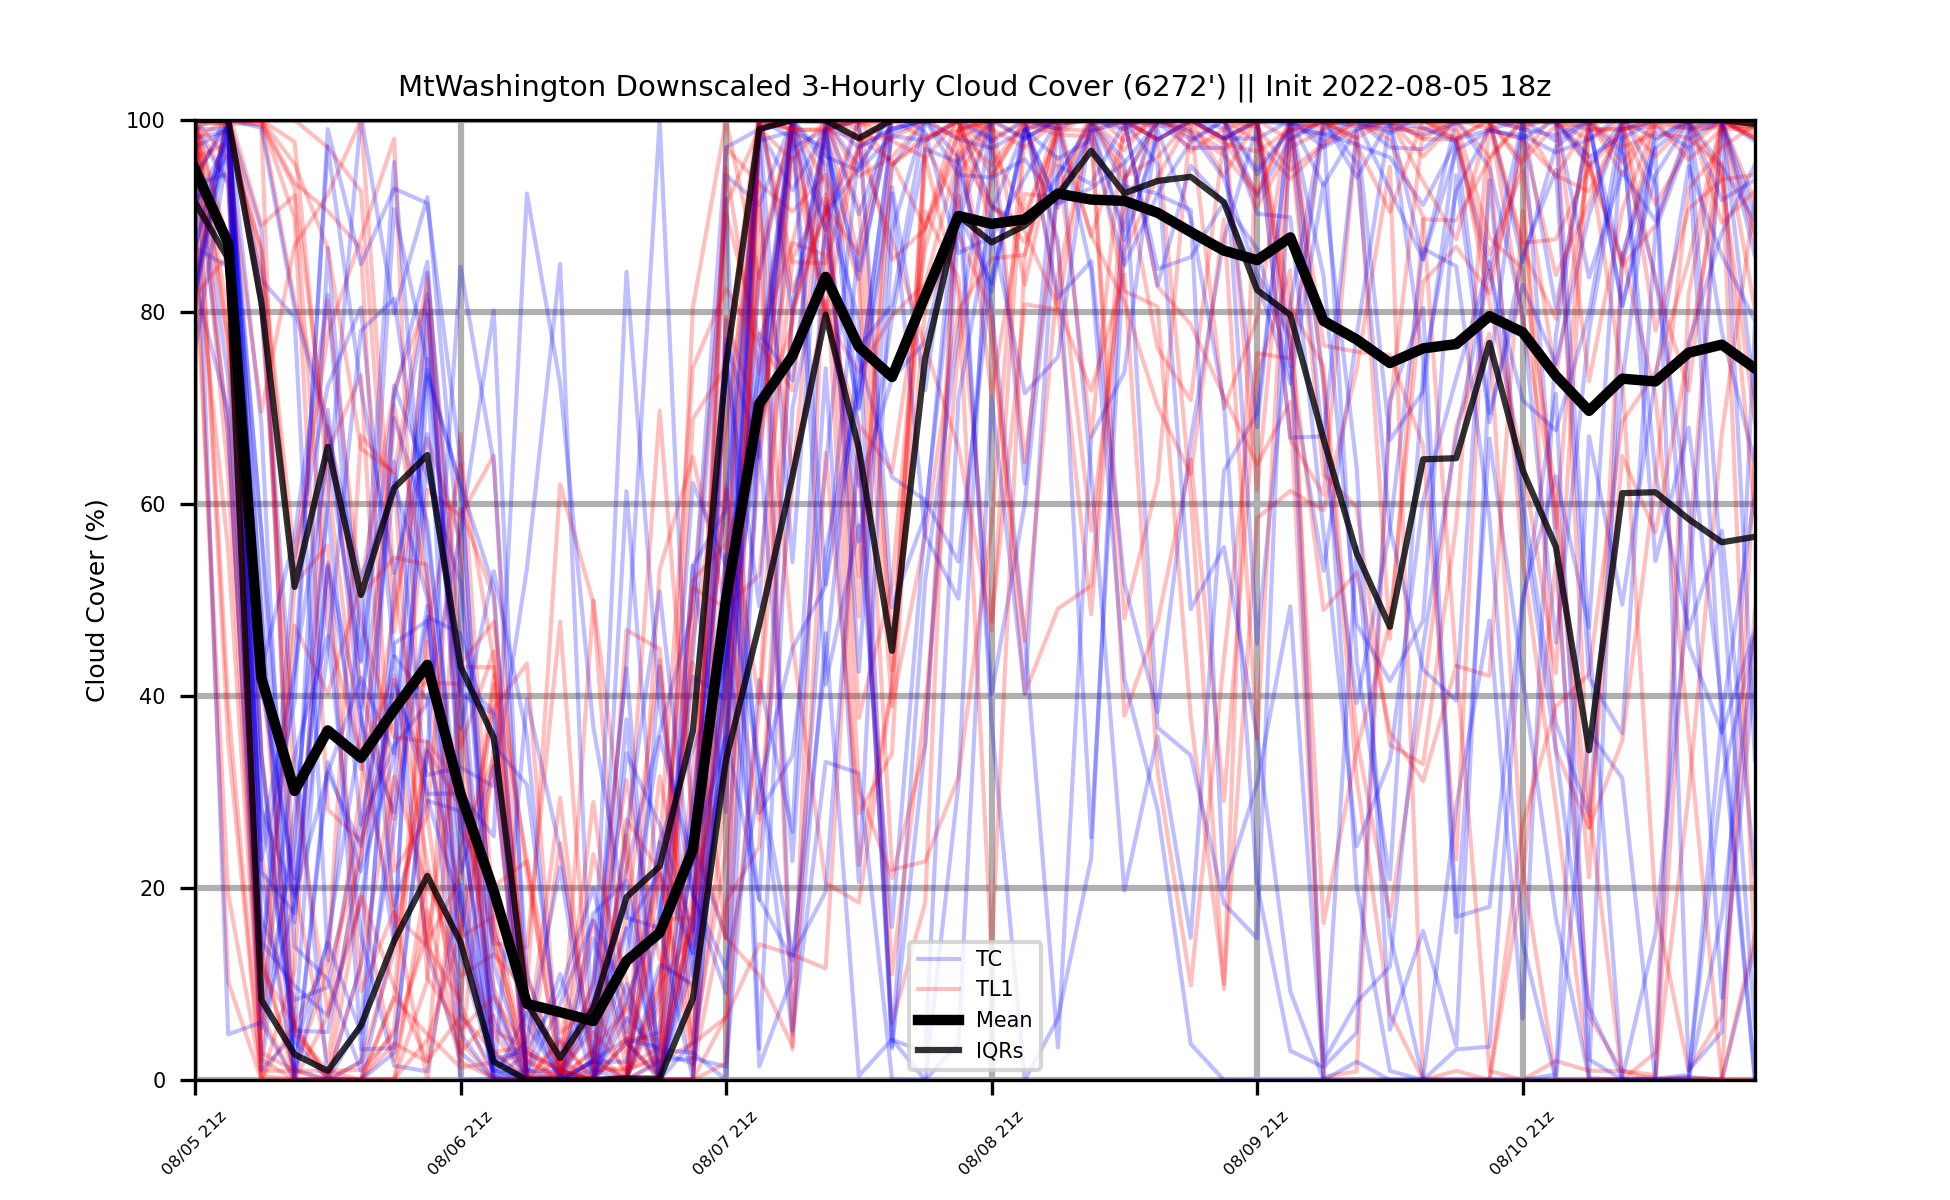 MtWashington Downscaled 3-Hourly Cloud Cover (6272') || Init 2022-08-05 18z
Cloud Cover (%)
100
80
60
40
20
0
TC
TL1
Mean
IQRs
08/05 21z
08/06 21z
08/07 21z
08/08 21z
08/09 21z
08/10 21z